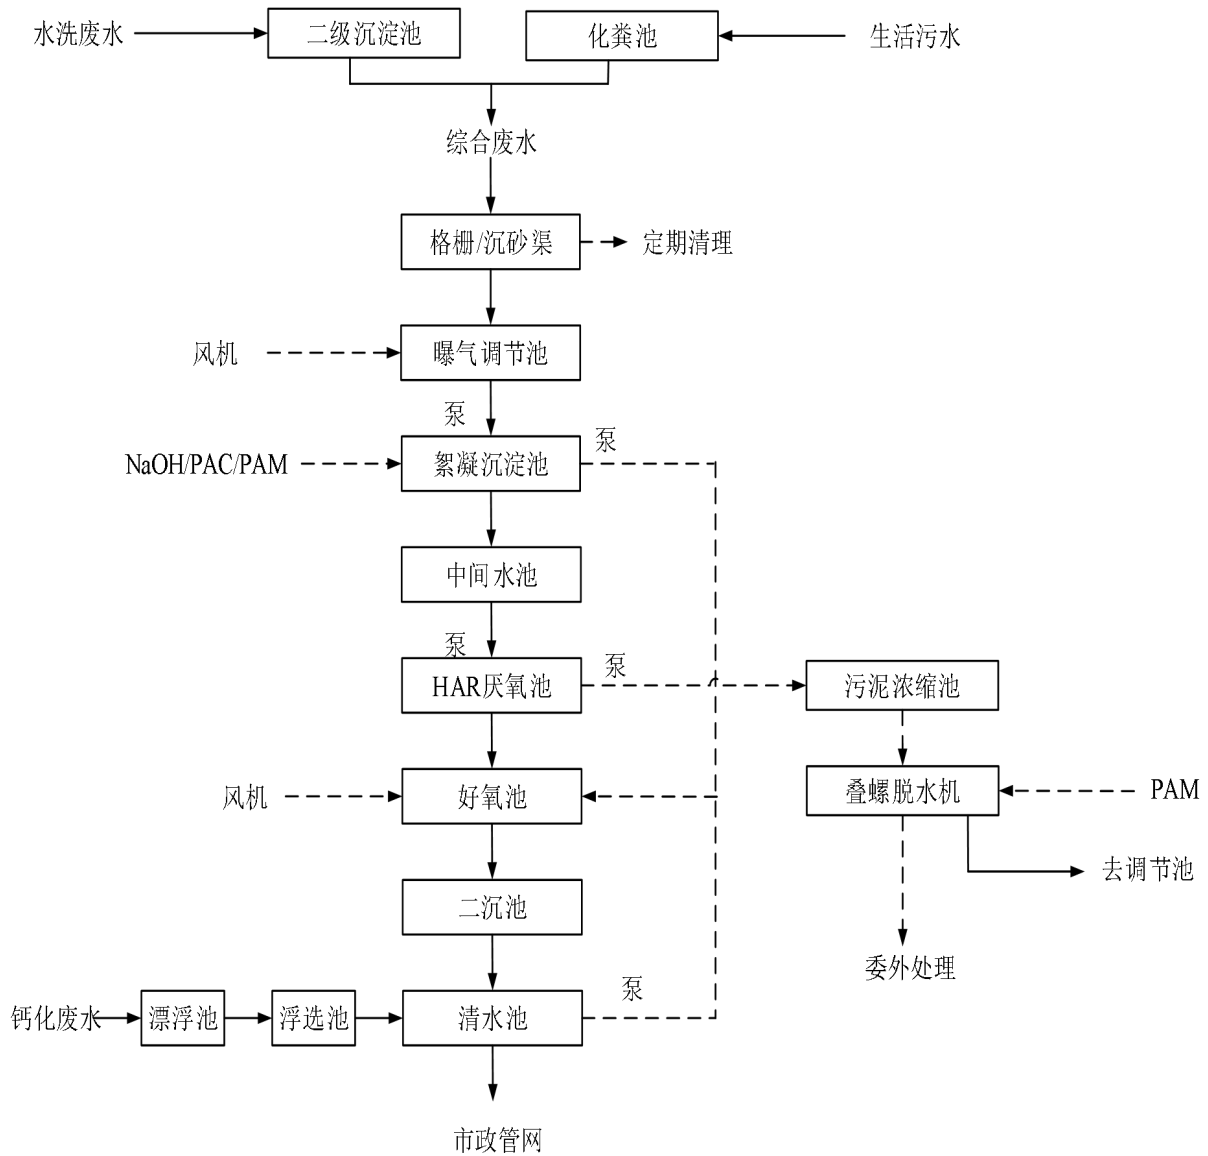 水洗废水
二级沉淀池
化粪池
生活污水
综合废水
格栅/沉砂渠
定期清理
风机
曝气调节池
泵
泵
NaOH/PAC/PAM
絮凝沉淀池
中间水池
泵
泵
HAR厌氧池
污泥浓缩池
风机
好氧池
叠螺脱水机
PAM
去调节池
二沉池
委外处理
泵
钙化废水
漂浮池
浮选池
清水池
市政管网